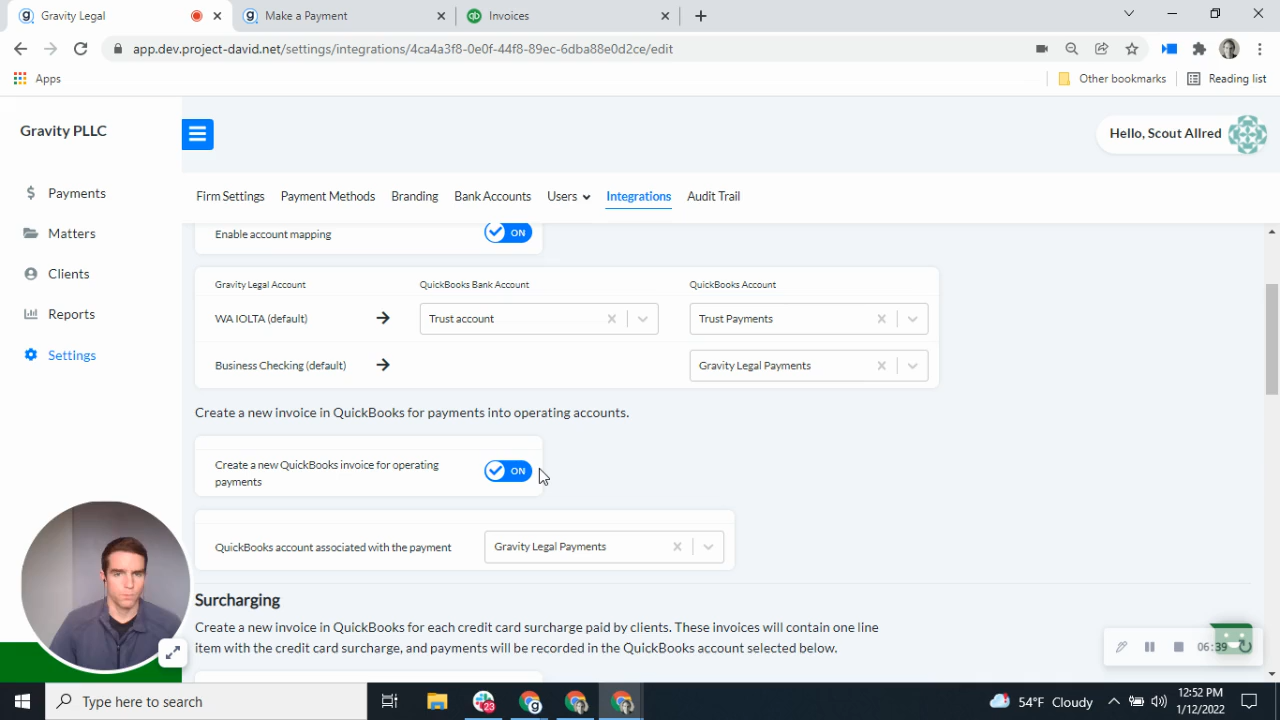 Gravity Legal
Make a Payment
Invoices
app.dev.project-david.net/settings/integrations/4ca4a3f8-0e0f-44f8-89ec-6dba88e0d2ce/edit
Apps
Other bookmarks
Reading list
Gravity PLLC
Hello, Scout Allred
Payments
Matters
Clients
Reports
Settings
Firm Settings
Payment Methods
Branding
Bank Accounts
Users
Integrations
Audit Trail
Enable account mapping
ON
Gravity Legal Account
QuickBooks Bank Account
QuickBooks Account
WA IOLTA (default)
Trust account
Trust Payments
Business Checking (default)
Gravity Legal Payments
Create a new invoice in QuickBooks for payments into operating accounts.
Create a new QuickBooks invoice for operating
payments
ON
QuickBooks account associated with the payment
Gravity Legal Payments
Surcharging
Create a new invoice in QuickBooks for each credit card surcharge paid by clients. These invoices will contain one line
item with the credit card surcharge, and payments will be recorded in the QuickBooks account selected below.
06:39
Type here to search
23
54°F Cloudy
12:52 PM
1/12/2022